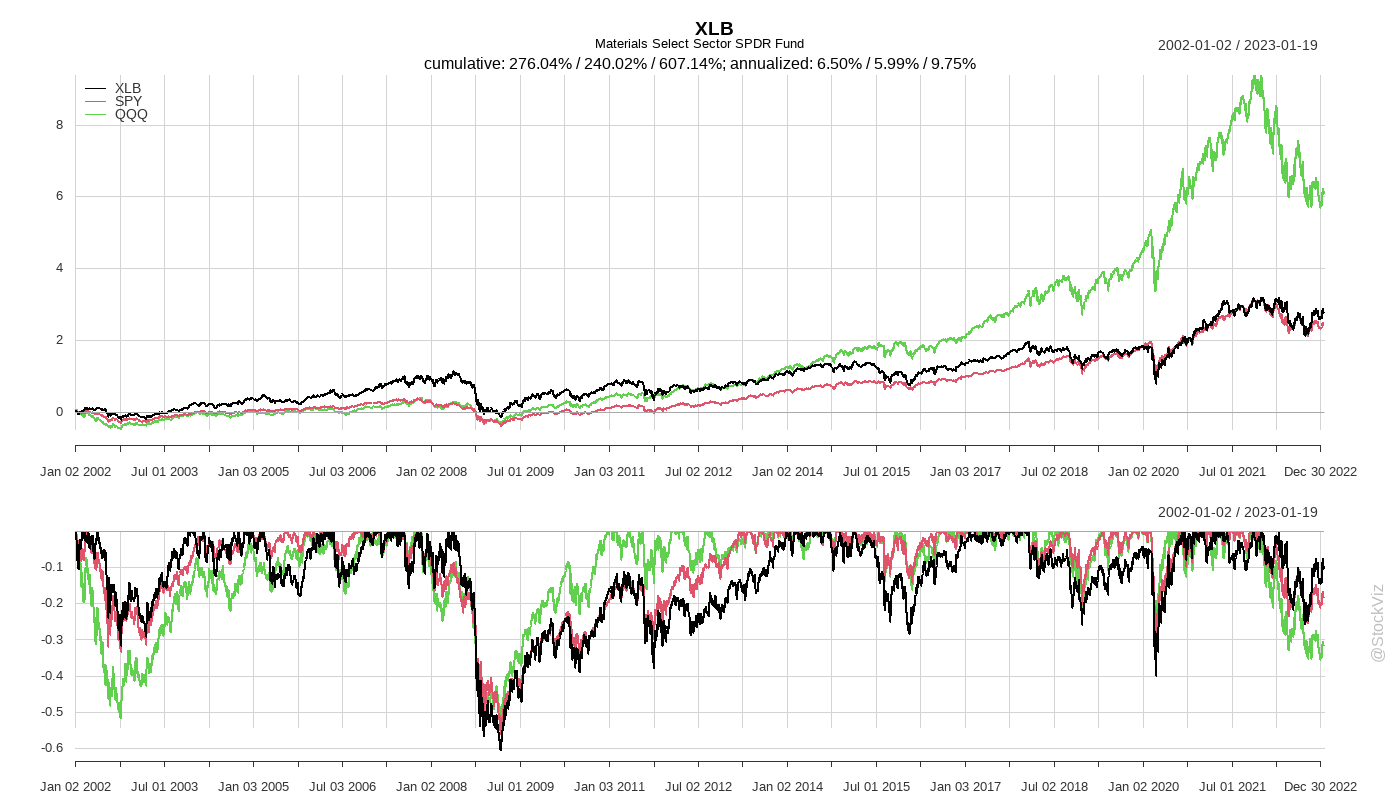 XLB
Materials Select Sector SPDR Fund
2002-01-02 / 2023-01-19
cumulative: 276.04% / 240.02% / 607.14%; annualized: 6.50% / 5.99% / 9.75%
XLB
SPY
QQQ
8
6
4
2
0
Jan 02 2002 Jul 01 2003 Jan 03 2005 Jul 03 2006 Jan 02 2008 Jul 01 2009 Jan 03 2011 Jul 02 2012 Jan 02 2014 Jul 01 2015 Jan 03 2017 Jul 02 2018 Jan 02 2020 Jul 01 2021 Dec 30 2022
2002-01-02 / 2023-01-19
-0.1
-0.2
-0.3
-0.4
-0.5
-0.6
Jan 02 2002 Jul 01 2003 Jan 03 2005 Jul 03 2006 Jan 02 2008 Jul 01 2009 Jan 03 2011 Jul 02 2012 Jan 02 2014 Jul 01 2015 Jan 03 2017 Jul 02 2018 Jan 02 2020 Jul 01 2021 Dec 30 2022
@StockViz